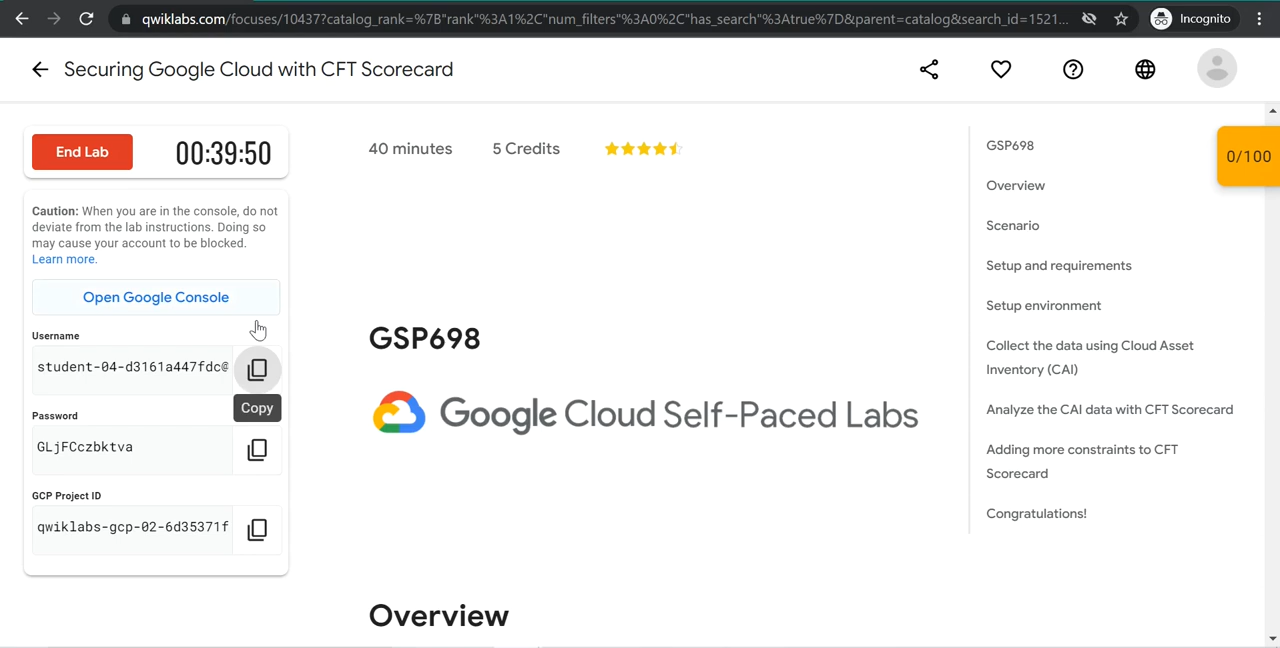 qwiklabs.com/focuses/10437?catalog_rank=%7B"rank"%3A1%2C"num_filters"%3A0%2C"has_search"%3Atrue%7D&parent=catalog&search_id=1521...
Incognito
Securing Google Cloud with CFT Scorecard
End Lab
00:39:50
Caution: When you are in the console, do not
deviate from the lab instructions. Doing so
may cause your account to be blocked.
Learn more.
Open Google Console
Username
student-04-d3161a447fdc@
Copy
Password
GLjFCczbktva
GCP Project ID
qwiklabs-gcp-02-6d35371f
40 minutes
5 Credits
GSP698
Google Cloud Self-Paced Labs
Overview
GSP698
Overview
Scenario
Setup and requirements
Setup environment
Collect the data using Cloud Asset
Inventory (CAI)
Analyze the CAI data with CFT Scorecard
Adding more constraints to CFT
Scorecard
Congratulations!
0/100